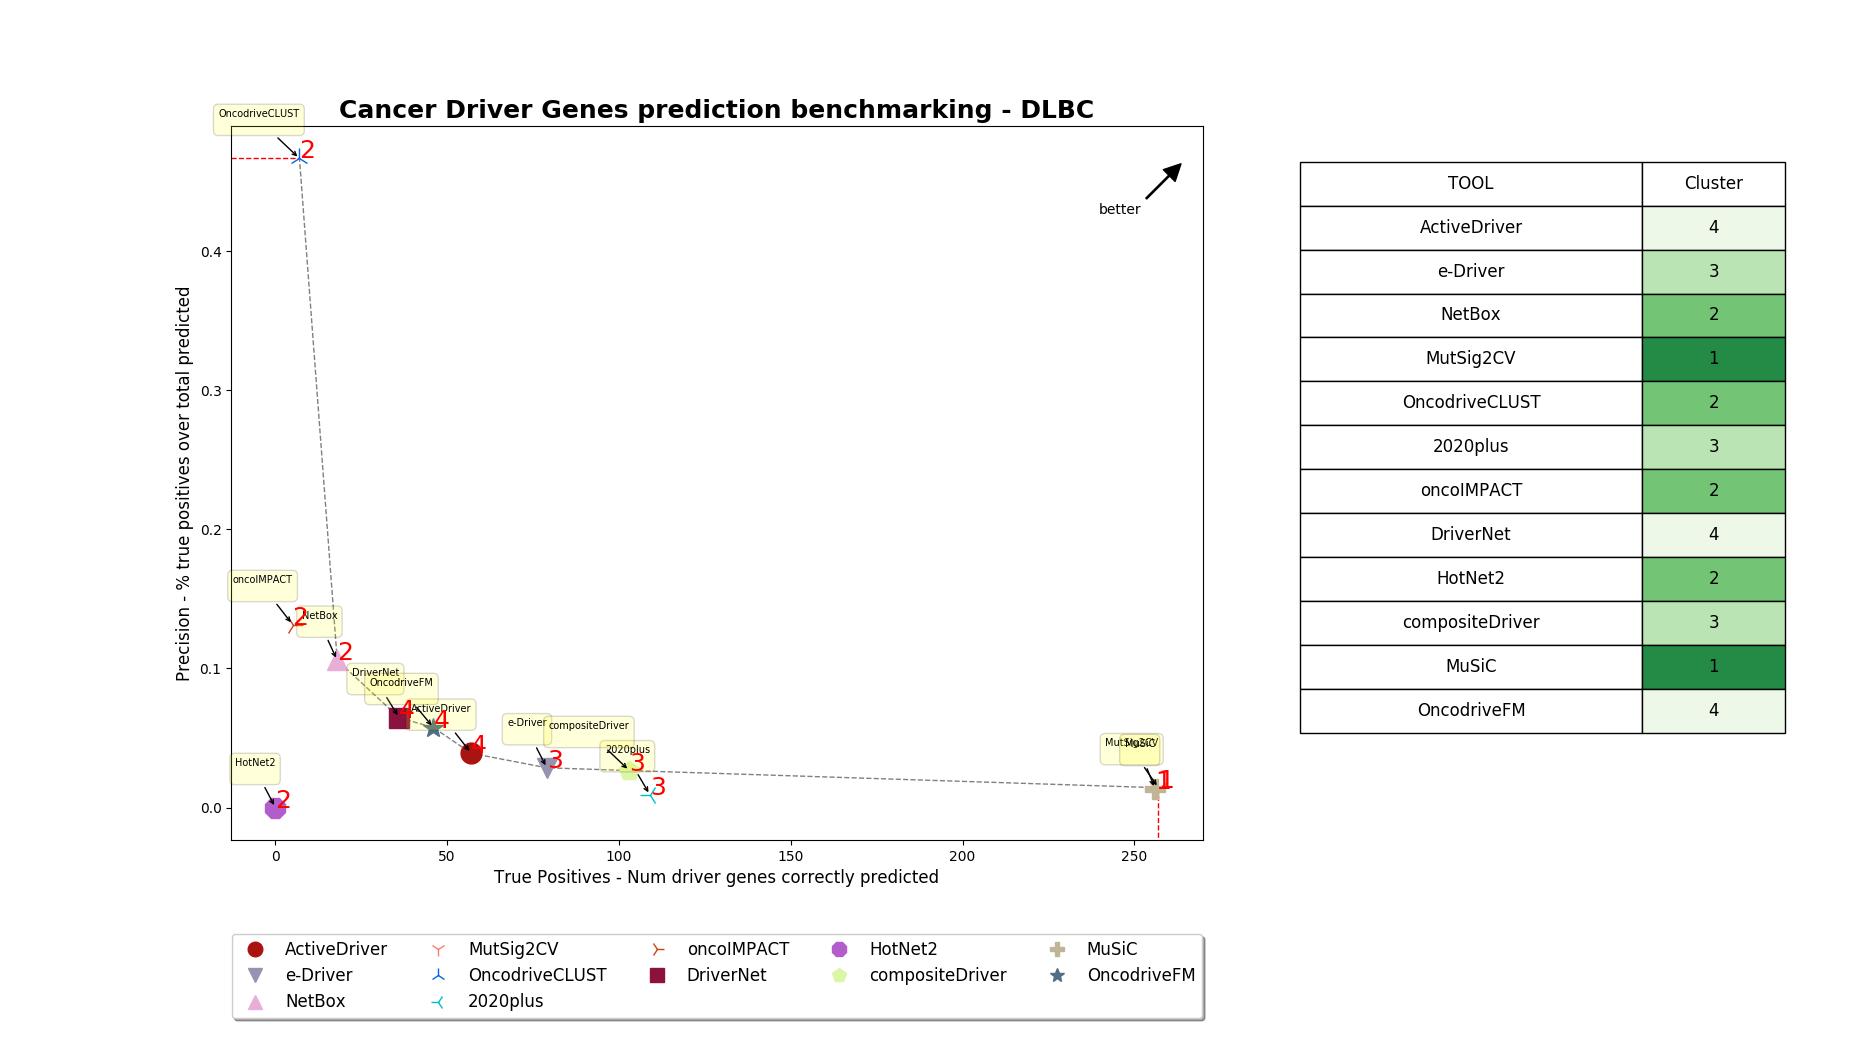 Cancer Driver Genes prediction benchmarking - DLBC
OncodriveCLUST
2
better
0.4
0.3
0.2
0.1
0.0
Precision - % true positives over total predicted
oncoIMPACT
2
NetBox
2
DriverNet
4
OncodriveFM
4
ActiveDriver
4
e-Driver
3
compositeDriver
3
2020plus
3
HotNet2
2
MutSig2CV
1
MuSiC
1
0 50 100 150 200 250
True Positives - Num driver genes correctly predicted
ActiveDriver MutSig2CV oncoIMPACT HotNet2 MuSiC
e-Driver OncodriveCLUST DriverNet compositeDriver OncodriveFM
NetBox 2020plus
TOOL Cluster
ActiveDriver 4
e-Driver 3
NetBox 2
MutSig2CV 1
OncodriveCLUST 2
2020plus 3
oncoIMPACT 2
DriverNet 4
HotNet2 2
compositeDriver 3
MuSiC 1
OncodriveFM 4